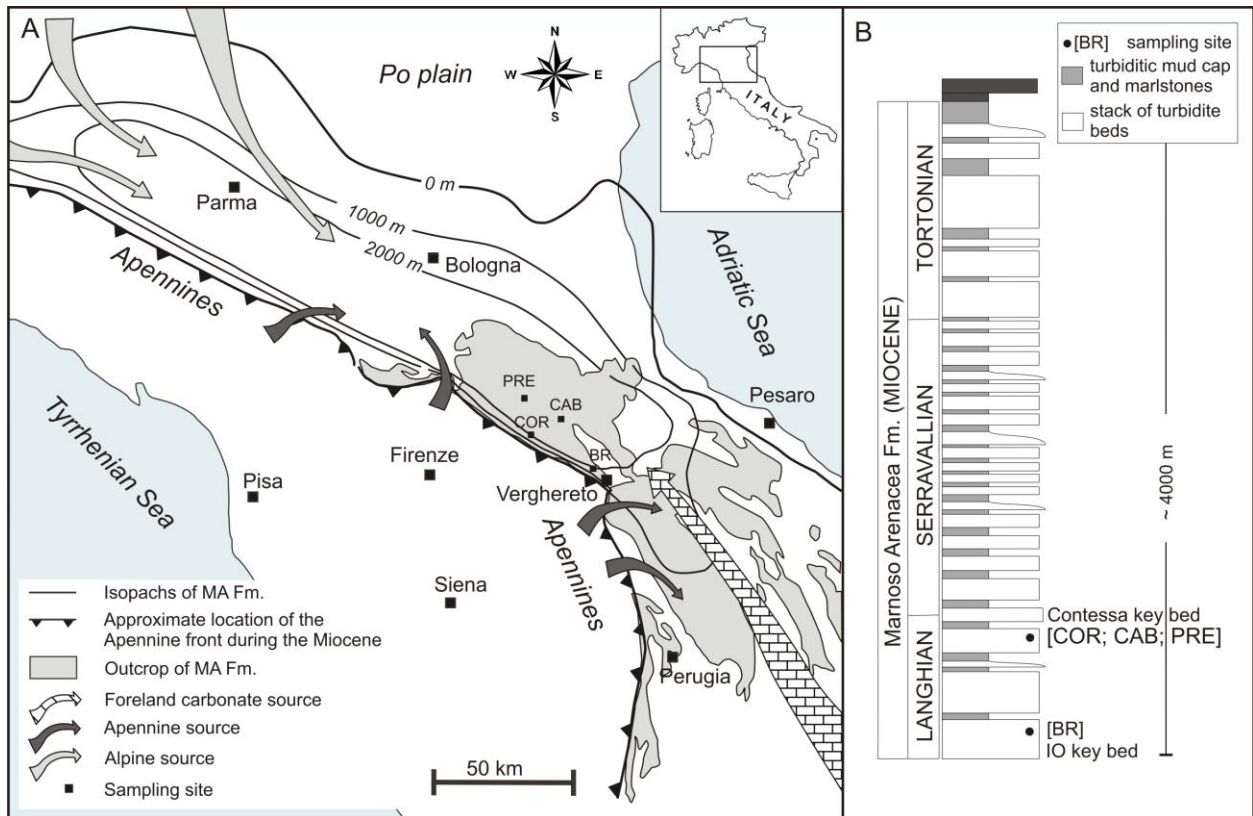 A
N
W
E
S
Po plain
ITALY
0 m
1000 m
2000 m
Parma
Bologna
Adriatic Sea
Apennines
PRE
CAB
COR
BR
Pesaro
Tyrrhenian Sea
Pisa
Firenze
Verghereto
Apennines
Siena
Perugia
Isopachs of MA Fm.
Approximate location of the
Apennine front during the Miocene
Outcrop of MA Fm.
Foreland carbonate source
Apennine source
Alpine source
Sampling site
50 km
B
[BR] sampling site
turbiditic mud cap
and marlstones
stack of turbidite
beds
Marnoso Arenacea Fm. (MIOCENE)
TORTONIAN
SERRAVALLIAN
LANGHIAN
~ 4000 m
Contessa key bed
[COR; CAB; PRE]
[BR]
IO key bed